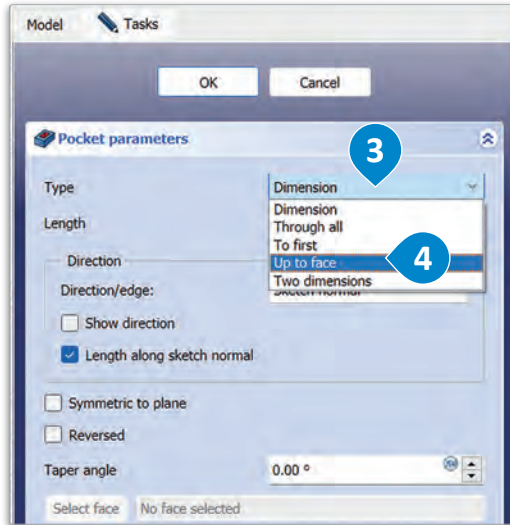 Model Tasks
OK Cancel
Pocket parameters
3
Type Dimension
Dimension
Length Through all
To first
Direction Up to face 4
Two dimensions
Direction/edge: Sketch normal
Show direction
Length along sketch normal
Symmetric to plane
Reversed
Taper angle 0.00 °
Select face No face selected